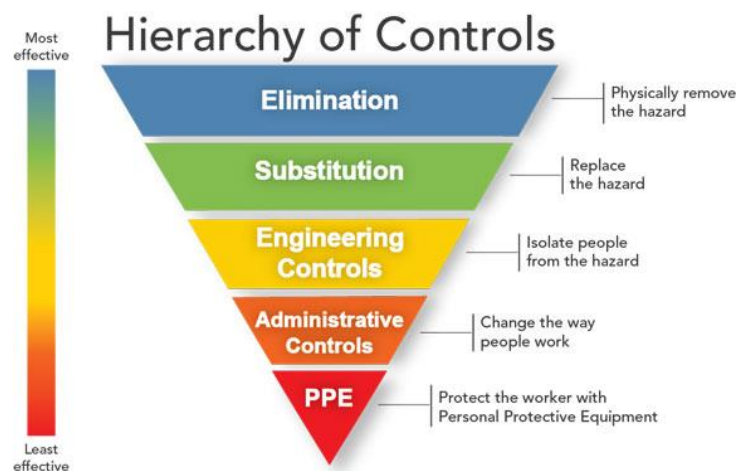 Hierarchy of Controls
Most
effective
Elimination
Physically remove
the hazard
Substitution
Replace
the hazard
Engineering
Controls
Isolate people
from the hazard
Administrative
Controls
Change the way
people work
PPE
Protect the worker with
Personal Protective Equipment
Least
effective